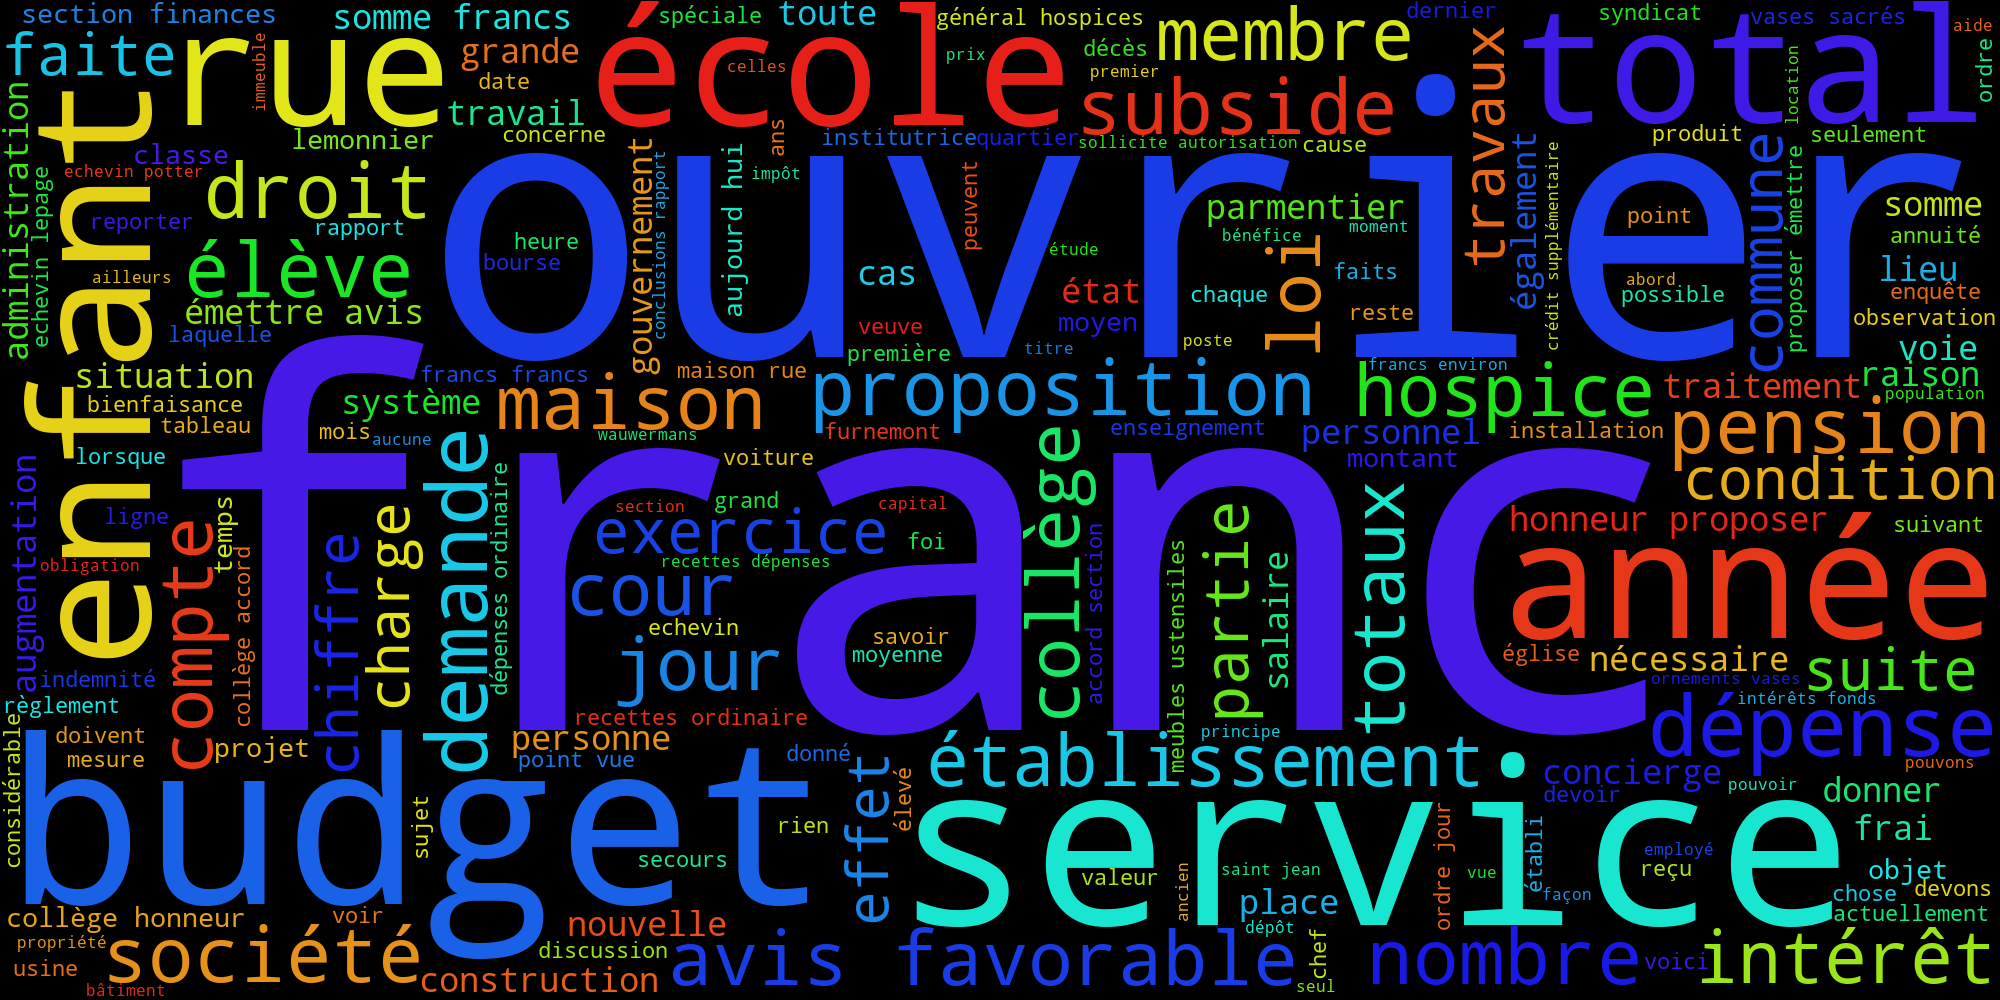 section finances
somme francs
spéciale
toute
général hospices
dernier
syndicat
vases sacrés
aide
faite
rue
immeuble
grande
date
travail
école
celles
prix
décès
premier
membre
subside
travaux
total
location
ordre
administration
enfant
lemonnier
concerne
ans
institutrice
quartier
sollicite autorisation
cause
produit
seulement
classe
echevin potter
echevin lepage
reporter
droit
rapport
gouvernement
conclusions rapport
aujourd hui
impôt
peuvent
ouvrier
heure
bourse
étude
parmentier
bénéfice
moment
également
crédit supplémentaire
point
commune
proposer émettre
somme
annuité
élève
ailleurs
émettre avis
laquelle
cas
état
moyen
chaque
loi
faits
reste
abord
possible
lieu
enquête
observation
veuve
première
titre
poste
voie
situation
bienfaisance
tableau
francs francs
système
mois
aucune
maison rue
maison
proposition
francs environ
hospice
traitement
raison
population
lorsque
wauwermans
furnemont
enseignement
personnel
montant
installation
pension
condition
voiture
augmentation
ligne
obligation
compte
temps
collège accord
chiffre
charge
demande
dépenses ordinaire
franc
section
grand
capital
exercice
foi
recettes dépenses
cour
echevin
savoir
moyenne
jour
collège
accord section
meubles ustensiles
partie
salaire
totaux
honneur proposer
suivant
année
église
nécessaire
suite
ornements vases
intérêts fonds
indemnité
règlement
recettes ordinaire
principe
dépense
considérable
doivent
mesure
projet
personne
point vue
donné
établissement
concierge
devoir
pouvoir
pouvons
donner
budget
sujet
rien
secours
effet
élevé
service
valeur
ancien
saint jean
place
dépôt
ordre jour
vue
établi
façon
employé
reçu
frai
objet
chose
devons
actuellement
collège honneur
voir
propriété
usine
société
bâtiment
nouvelle
discussion
construction
avis favorable
chef
seul
nombre
voici
intérêt